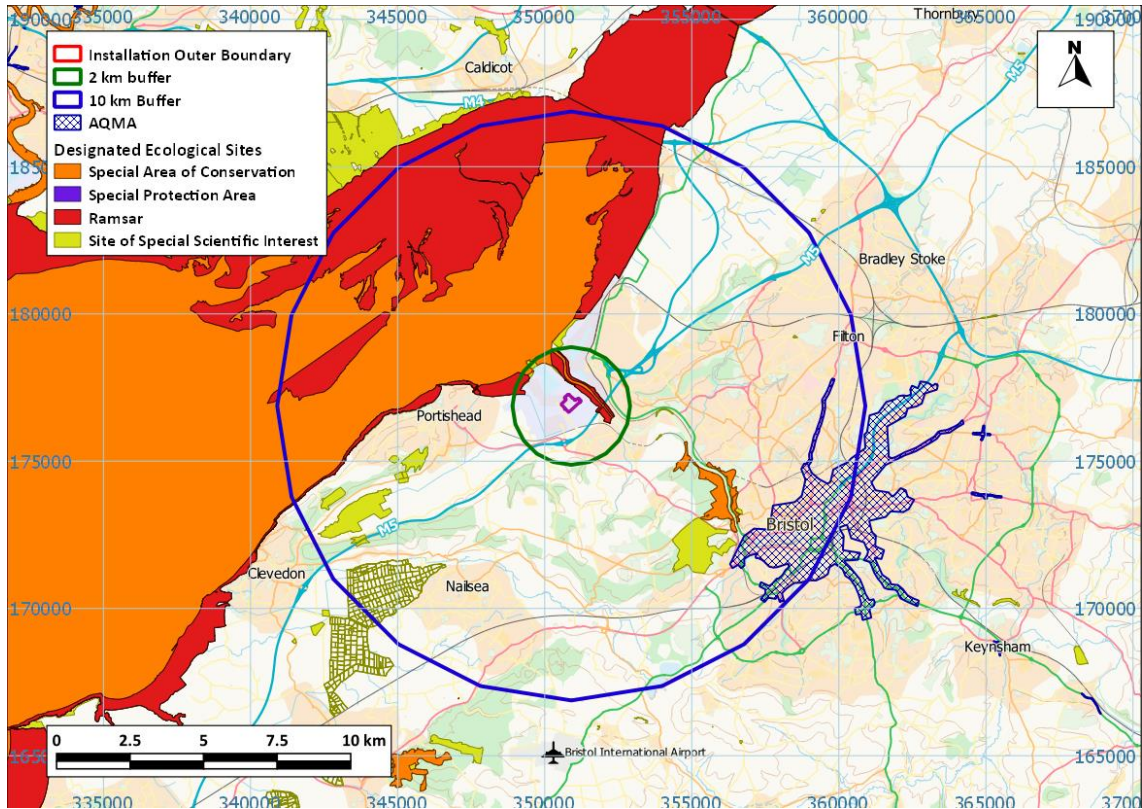 335000
340000
345000
350000
355000
360000
365000
190000
190000
Thornbury
Installation Outer Boundary
2 km buffer
10 km Buffer
AQMA
Designated Ecological Sites
Special Area of Conservation
Special Protection Area
Ramsar
Site of Special Scientific Interest
N
Caldicot
M4
M5
185000
185000
Bradley Stoke
M5
180000
180000
Filton
Portishead
175000
175000
M5
Bristol
Clevedon
Nailsea
170000
170000
Keynsham
0 2.5 5 7.5 10 km
Bristol International Airport
165000
335000
340000
345000
350000
355000
360000
365000